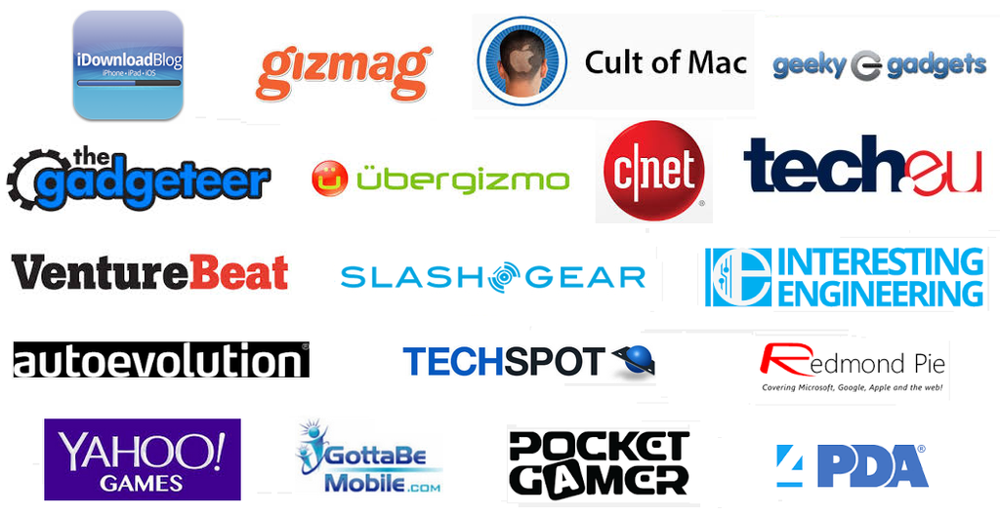 iDownloadBlog
iPhone • iPad • iOS
gizmag
Cult of Mac
geeky gadgets
the
gadgeteer
ü übergizmo
c|net
®
techeu
VentureBeat
SLASH GEAR
INTERESTING
ENGINEERING
autoevolution®
TECHSPOT
Redmond Pie
Covering Microsoft, Google, Apple and the web!
YAHOO!
GAMES
GottaBe
Mobile.COM
POCKET
GAMER
4PDA®